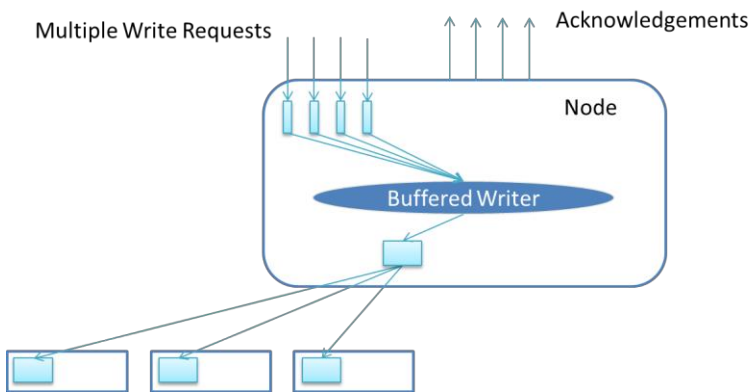 Multiple Write Requests
Acknowledgements
Node
Buffered Writer